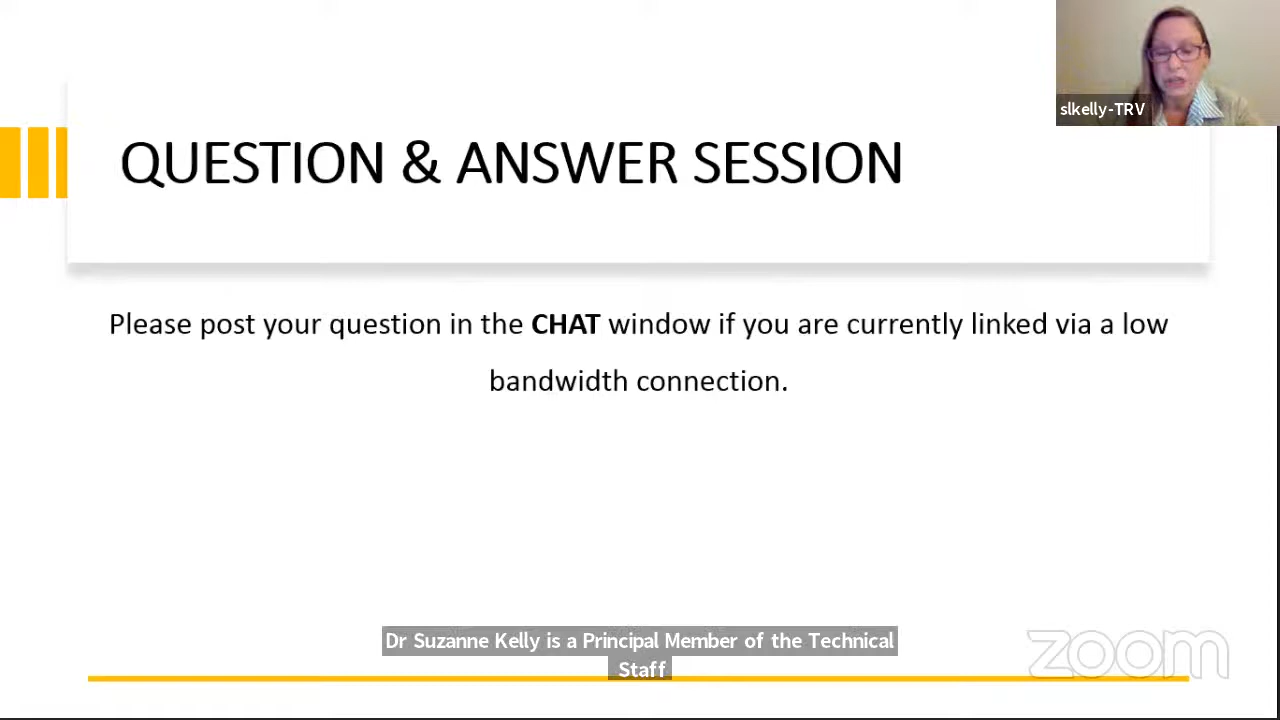 slkelly-TRV
QUESTION & ANSWER SESSION
Please post your question in the CHAT window if you are currently linked via a low
bandwidth connection.
Dr Suzanne Kelly is a Principal Member of the Technical
Staff
zoom